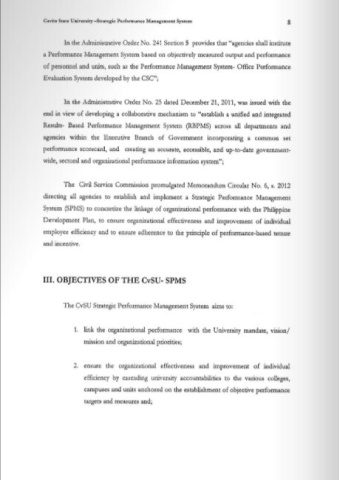 Cavite State University -Strategic Performance Management System 8
In the Administrative Order No. 241 Section 5 provides that "agencies shall institute
a Performance Management System based on objectively measured output and performance
of personnel and units, such as the Performance Management System- Office Performance
Evaluation System developed by the CSC";
In the Administrative Order No. 25 dated December 21, 2011, was issued with the
end in view of developing a collaborative mechanism to "establish a unified and integrated
Results- Based Performance Management System (RBPMS) across all departments and
agencies within the Executive Branch of Government incorporating a common set
performance scorecard, and creating an accurate, accessible, and up-to-date government-
wide, sectoral and organizational performance information system";
The Civil Service Commission promulgated Memorandum Circular No. 6, s. 2012
directing all agencies to establish and implement a Strategic Performance Management
System (SPMS) to concretize the linkage of organizational performance with the Philippine
Development Plan, to ensure organizational effectiveness and improvement of individual
employee efficiency and to ensure adherence to the principle of performance-based tenure
and incentive.
III. OBJECTIVES OF THE CvSU- SPMS
The CvSU Strategic Performance Management System aims to:
1. link the organizational performance with the University mandate, vision/
mission and organizational priorities;
2. ensure the organizational effectiveness and improvement of individual
efficiency by cascading university accountabilities to the various colleges,
campuses and units anchored on the establishment of objective performance
targets and measures and;